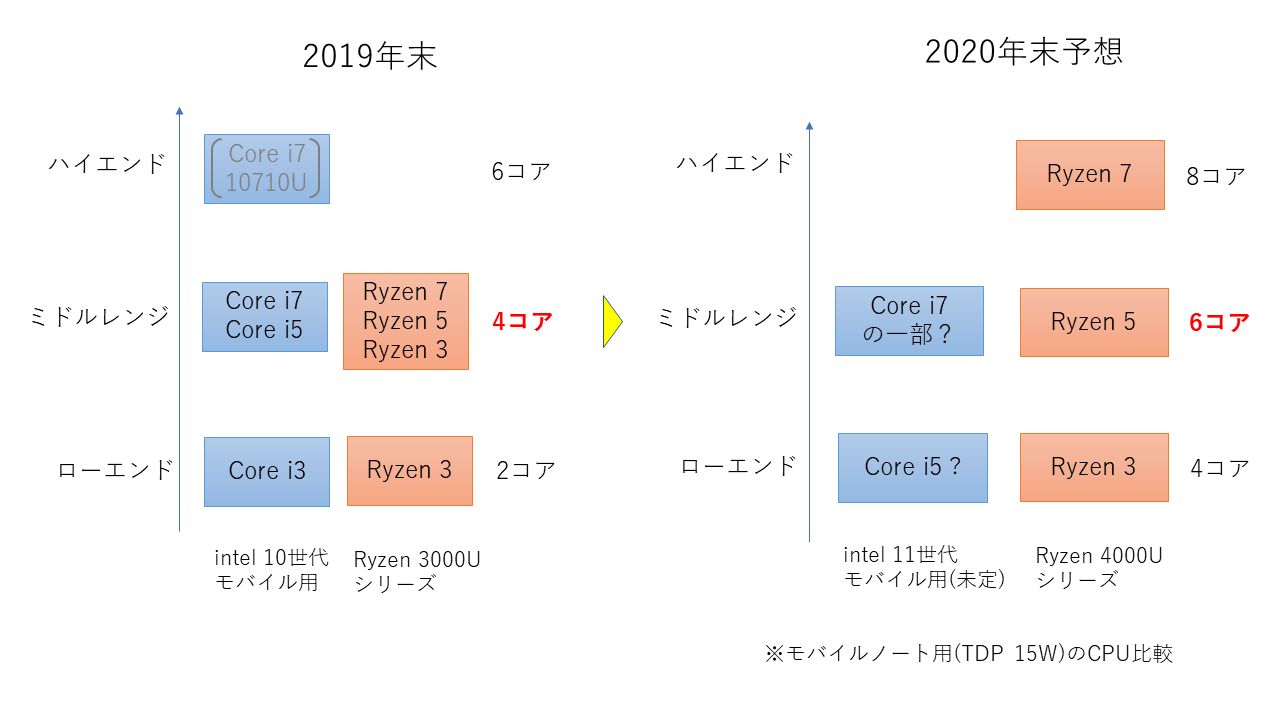 2019年末
ハイエンド
Core i7
10710U
6コア
ミドルレンジ
Core i7
Core i5
Ryzen 7
Ryzen 5
Ryzen 3
4コア
ローエンド
Core i3
Ryzen 3
2コア
intel 10世代
モバイル用
Ryzen 3000U
シリーズ
2020年末予想
ハイエンド
Ryzen 7
8コア
ミドルレンジ
Core i7
の一部？
Ryzen 5
6コア
ローエンド
Core i5？
Ryzen 3
4コア
intel 11世代
モバイル用(未定)
Ryzen 4000U
シリーズ
※モバイルノート用(TDP 15W)のCPU比較